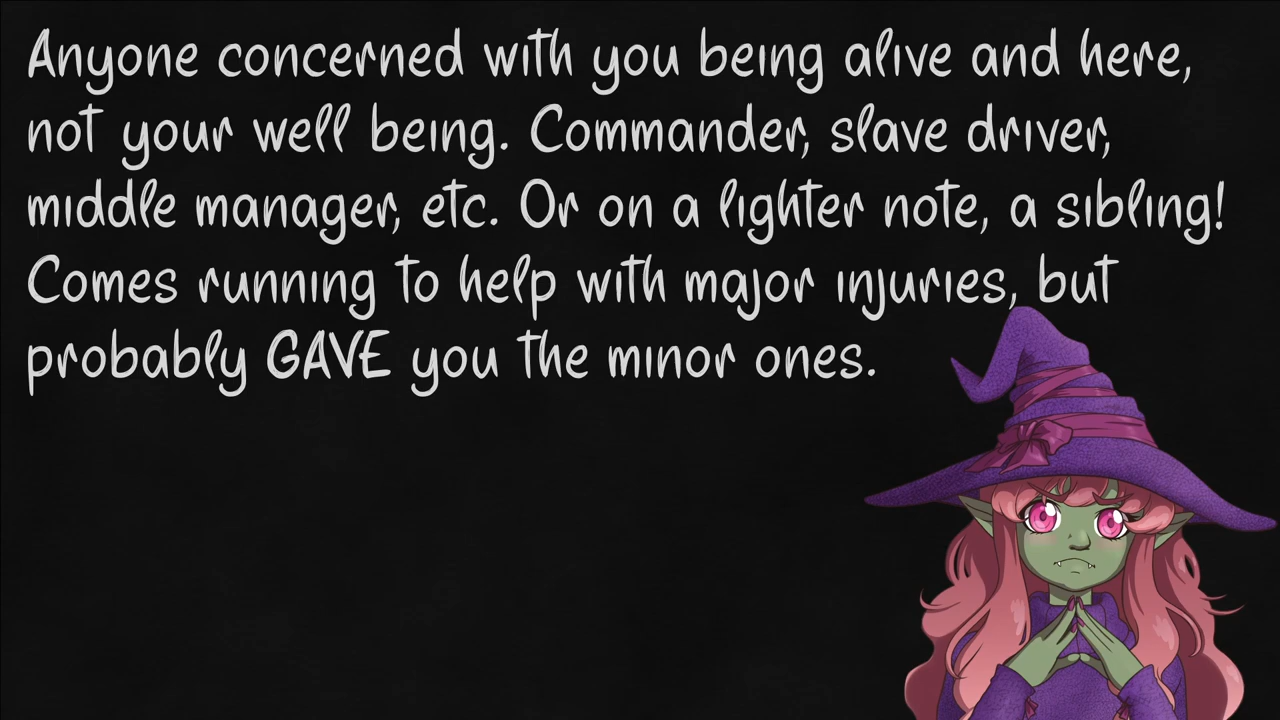 Anyone concerned with you being alive and here,
not your well being. Commander, slave driver,
middle manager, etc. Or on a lighter note, a sibling!
Comes running to help with major injuries, but
probably GAVE you the minor ones.